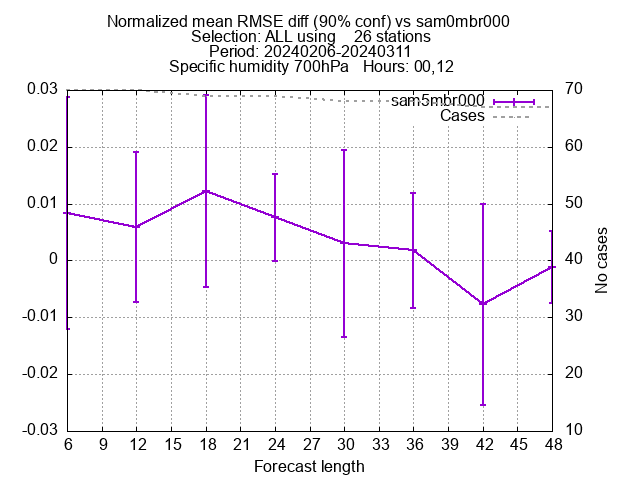 Normalized mean RMSE diff (90% conf) vs sam0mbr000
Selection: ALL using    26 stations
Period: 20240206-20240311
Specific humidity 700hPa   Hours: 00,12
0.03
0.02
0.01
0
-0.01
-0.02
-0.03
70
60
50
40
30
20
10
sam5mbr000
Cases
No cases
6 9 12 15 18 21 24 27 30 33 36 39 42 45 48
Forecast length